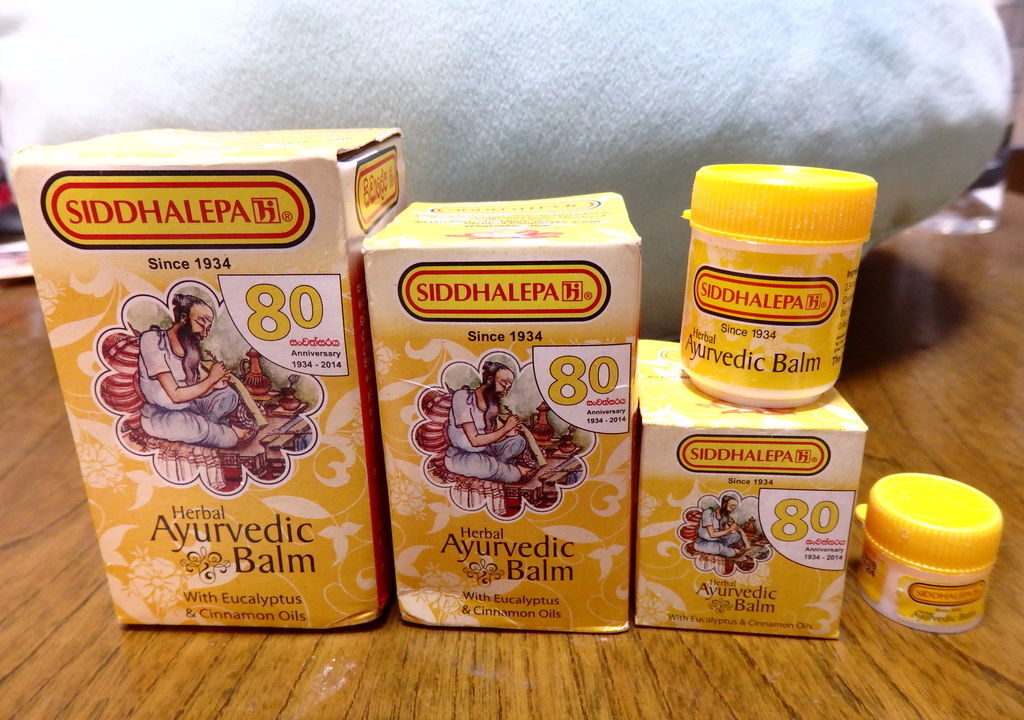 SIDDHALEPA ®
Since 1934
80
සංවත්සරය
Anniversary
1934 - 2014
Herbal
Ayurvedic
Balm
With Eucalyptus
& Cinnamon Oils
SIDDHALEPA ®
Since 1934
80
සංවත්සරය
Anniversary
1934 - 2014
Herbal
Ayurvedic
Balm
With Eucalyptus
& Cinnamon Oils
SIDDHALEPA ®
Since 1934
Herbal
Ayurvedic Balm
SIDDHALEPA ®
Since 1934
80
සංවත්සරය
Anniversary
1934 - 2014
Herbal
Ayurvedic
Balm
With Eucalyptus & Cinnamon Oils
SIDDHALEPA
Ayurvedic Balm